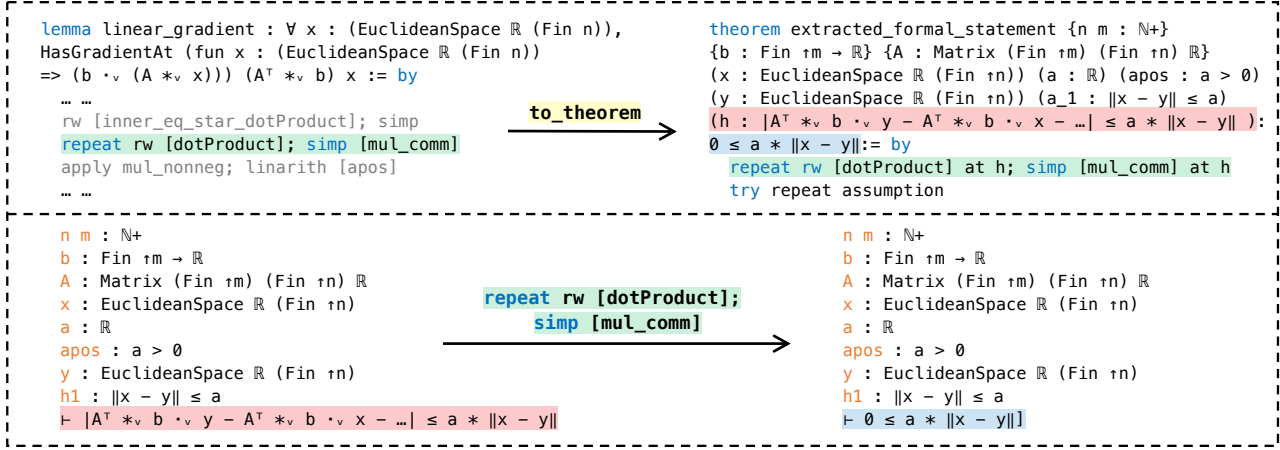 lemma linear_gradient : ∀ x : (EuclideanSpace ℝ (Fin n)),
HasGradientAt (fun x : (EuclideanSpace ℝ (Fin n))
=> (b ⬝ᵥ (A *ᵥ x))) (Aᵀ *ᵥ b) x := by
… …
rw [inner_eq_star_dotProduct]; simp
repeat rw [dotProduct]; simp [mul_comm]
apply mul_nonneg; linarith [apos]
… …
to_theorem
theorem extracted_formal_statement {n m : ℕ+}
{b : Fin ↑m → ℝ} {A : Matrix (Fin ↑m) (Fin ↑n) ℝ}
(x : EuclideanSpace ℝ (Fin ↑n)) (a : ℝ) (apos : a > 0)
(y : EuclideanSpace ℝ (Fin ↑n)) (a_1 : ‖x − y‖ ≤ a)
(h : |Aᵀ *ᵥ b ⬝ᵥ y − Aᵀ *ᵥ b ⬝ᵥ x − …| ≤ a * ‖x − y‖ ):
0 ≤ a * ‖x − y‖:= by
repeat rw [dotProduct] at h; simp [mul_comm] at h
try repeat assumption
n m : ℕ+
b : Fin ↑m → ℝ
A : Matrix (Fin ↑m) (Fin ↑n) ℝ
x : EuclideanSpace ℝ (Fin ↑n)
a : ℝ
apos : a > 0
y : EuclideanSpace ℝ (Fin ↑n)
h1 : ‖x − y‖ ≤ a
⊢ |Aᵀ *ᵥ b ⬝ᵥ y − Aᵀ *ᵥ b ⬝ᵥ x − …| ≤ a * ‖x − y‖
repeat rw [dotProduct];
simp [mul_comm]
n m : ℕ+
b : Fin ↑m → ℝ
A : Matrix (Fin ↑m) (Fin ↑n) ℝ
x : EuclideanSpace ℝ (Fin ↑n)
a : ℝ
apos : a > 0
y : EuclideanSpace ℝ (Fin ↑n)
h1 : ‖x − y‖ ≤ a
⊢ 0 ≤ a * ‖x − y‖]